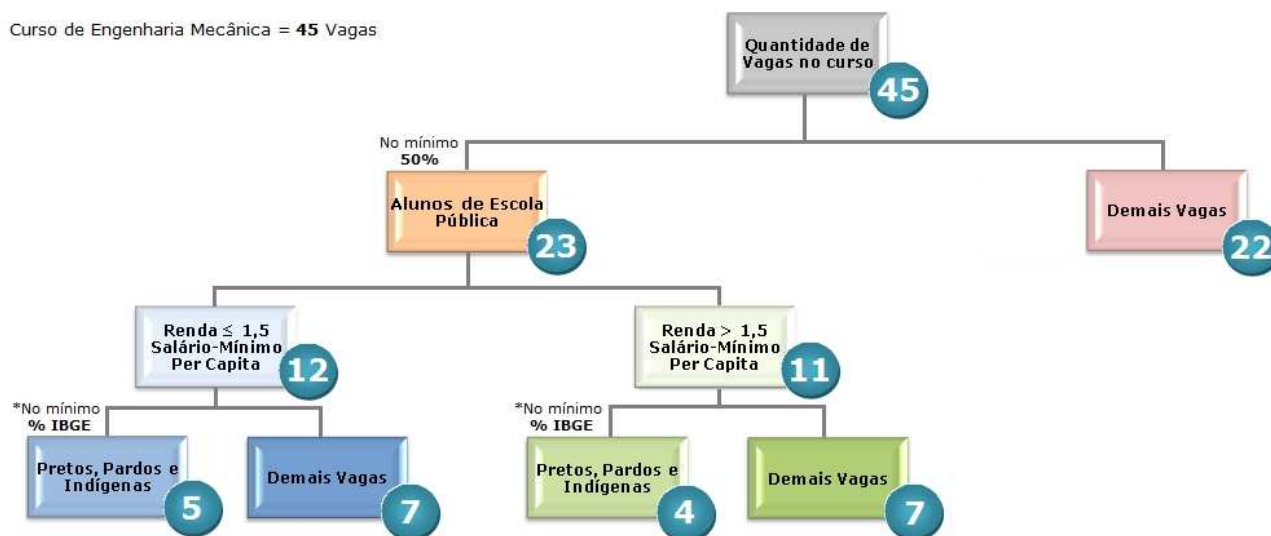 Curso de Engenharia Mecânica = 45 Vagas
Quantidade de
Vagas no curso
45
No mínimo
50%
Alunos de Escola
Pública
23
Demais Vagas
22
Renda ≤ 1,5
Salário-Mínimo
Per Capita
12
Renda > 1,5
Salário-Mínimo
Per Capita
11
*No mínimo
% IBGE
Pretos, Pardos e
Indígenas
5
Demais Vagas
7
*No mínimo
% IBGE
Pretos, Pardos e
Indígenas
4
Demais Vagas
7